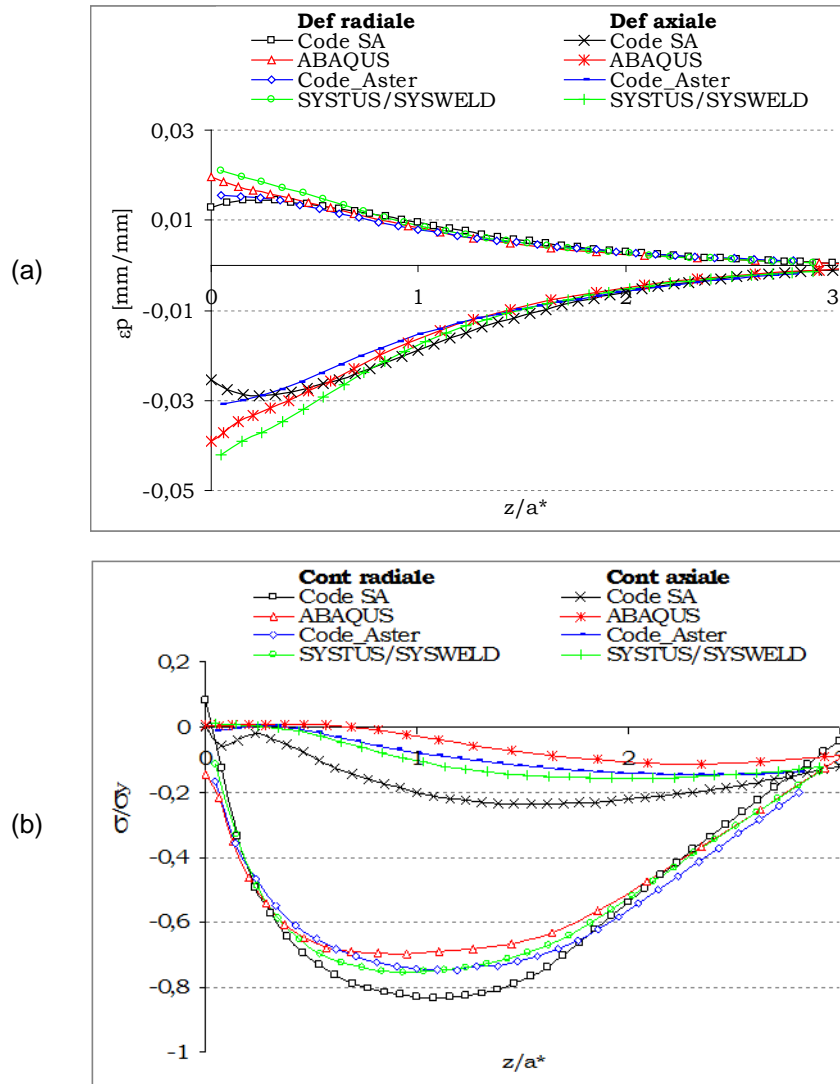 Def radiale Def axiale
Code SA Code SA
ABAQUS ABAQUS
Code_Aster Code_Aster
SYSTUS/SYSWELD SYSTUS/SYSWELD
0,03
0,01
-0,01
-0,03
-0,05
0 1 2 3
εp [mm/mm]
z/a*
(a)
Cont radiale Cont axiale
Code SA Code SA
ABAQUS ABAQUS
Code_Aster Code_Aster
SYSTUS/SYSWELD SYSTUS/SYSWELD
0,2
0
-0,2
-0,4
-0,6
-0,8
-1
0 1 2
σ/σy
z/a*
(b)